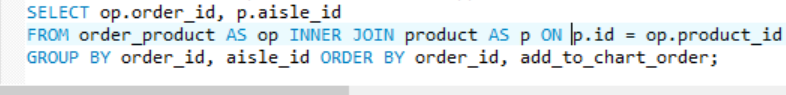 SELECT op.order_id, p.aisle_id
FROM order_product AS op INNER JOIN product AS p ON p.id = op.product_id
GROUP BY order_id, aisle_id ORDER BY order_id, add_to_chart_order;